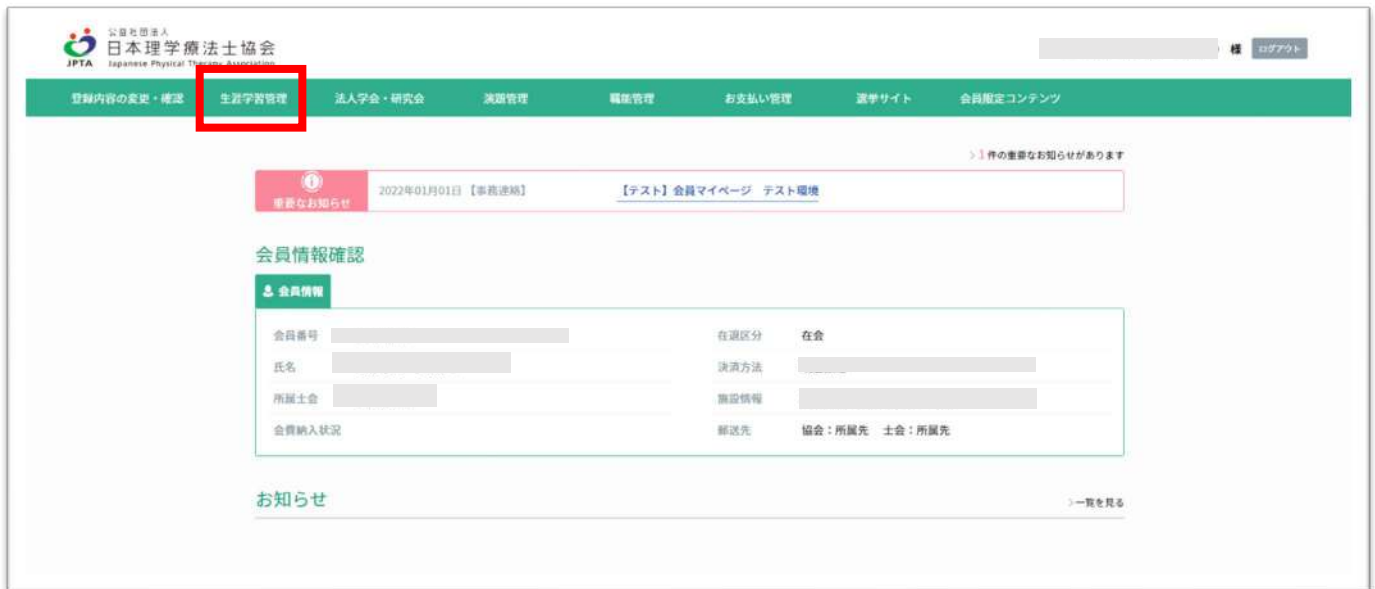 公益社団法人
日本理学療法士協会
JPTA Japanese Physical Therapy Association
様 ログアウト
登録内容の変更・確認 生涯学習管理 法人学会・研究会 演題管理 職能管理 お支払い管理 選挙サイト 会員限定コンテンツ
〉1件の重要なお知らせがあります
重要なお知らせ 2022年01月01日【事務連絡】 【テスト】会員マイページ テスト環境
会員情報確認
会員情報
会員番号 在退区分 在会
氏名 決済方法
所属士会 施設情報
会費納入状況 郵送先 協会:所属先 士会:所属先
お知らせ 〉一覧を見る